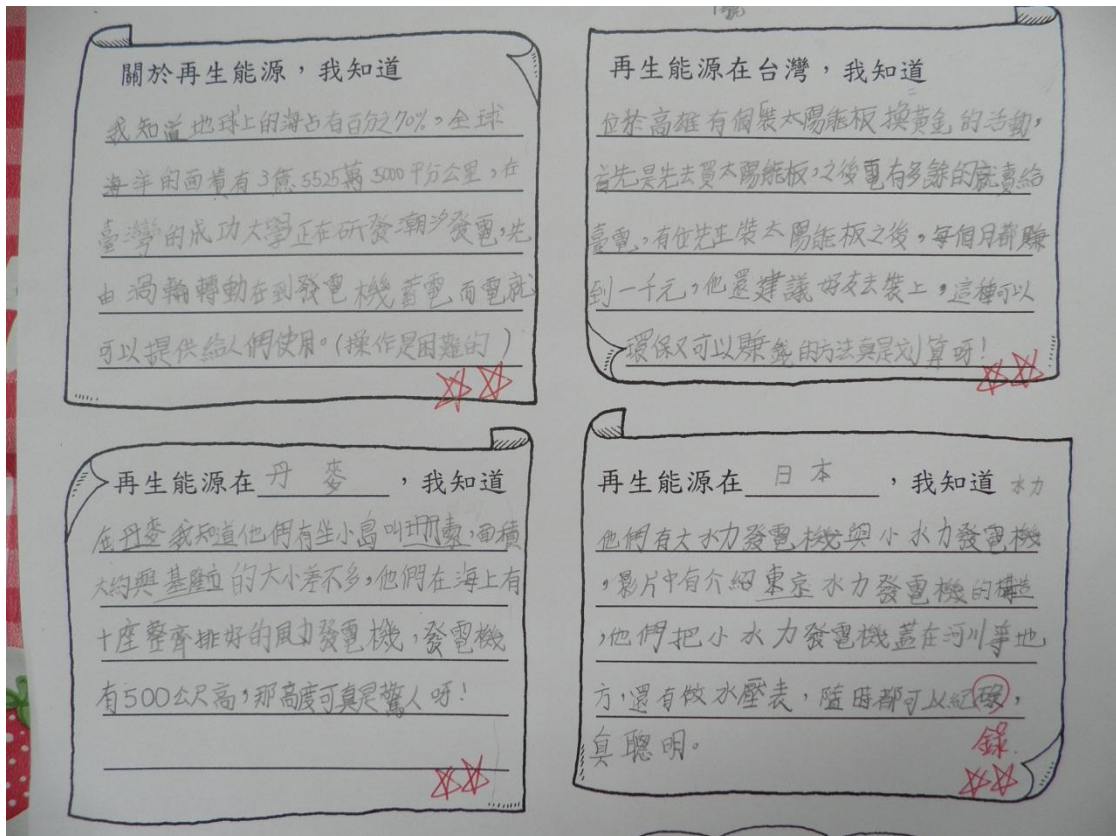 1號
關於再生能源，我知道
我知道地球上的海占有百分之70%，全球
海洋的面積有3億5525萬5000平方公里，在
臺灣的成功大學正在研發潮汐發電，先
由渦輪轉動在到發電機蓄電而電就
可以提供給人們使用。(操作是困難的)
再生能源在台灣，我知道
位於高雄有個裝太陽能板換黃金的活動，
首先是先去買太陽能板，之後電有多餘的就賣給
臺電，有位先生裝太陽能板之後，每個月都賺
到一千元，他還建議好友去裝上，這種可以
環保又可以賺錢的方法真是划算呀！
再生能源在丹麥，我知道
在丹麥我知道他們有坐小島叫珊索，面積
大約與基隆的大小差不多，他們在海上有
十座整齊排好的風力發電機，發電機
有500公尺高，那高度可真是驚人呀！
再生能源在日本，我知道 水力
他們有大水力發電機與小水力發電機
，影片中有介紹東京水力發電機的構造
，他們把小水力發電機蓋在河川等地
方，還有做水壓表，隨時都可以紀碌，
錄
真聰明。